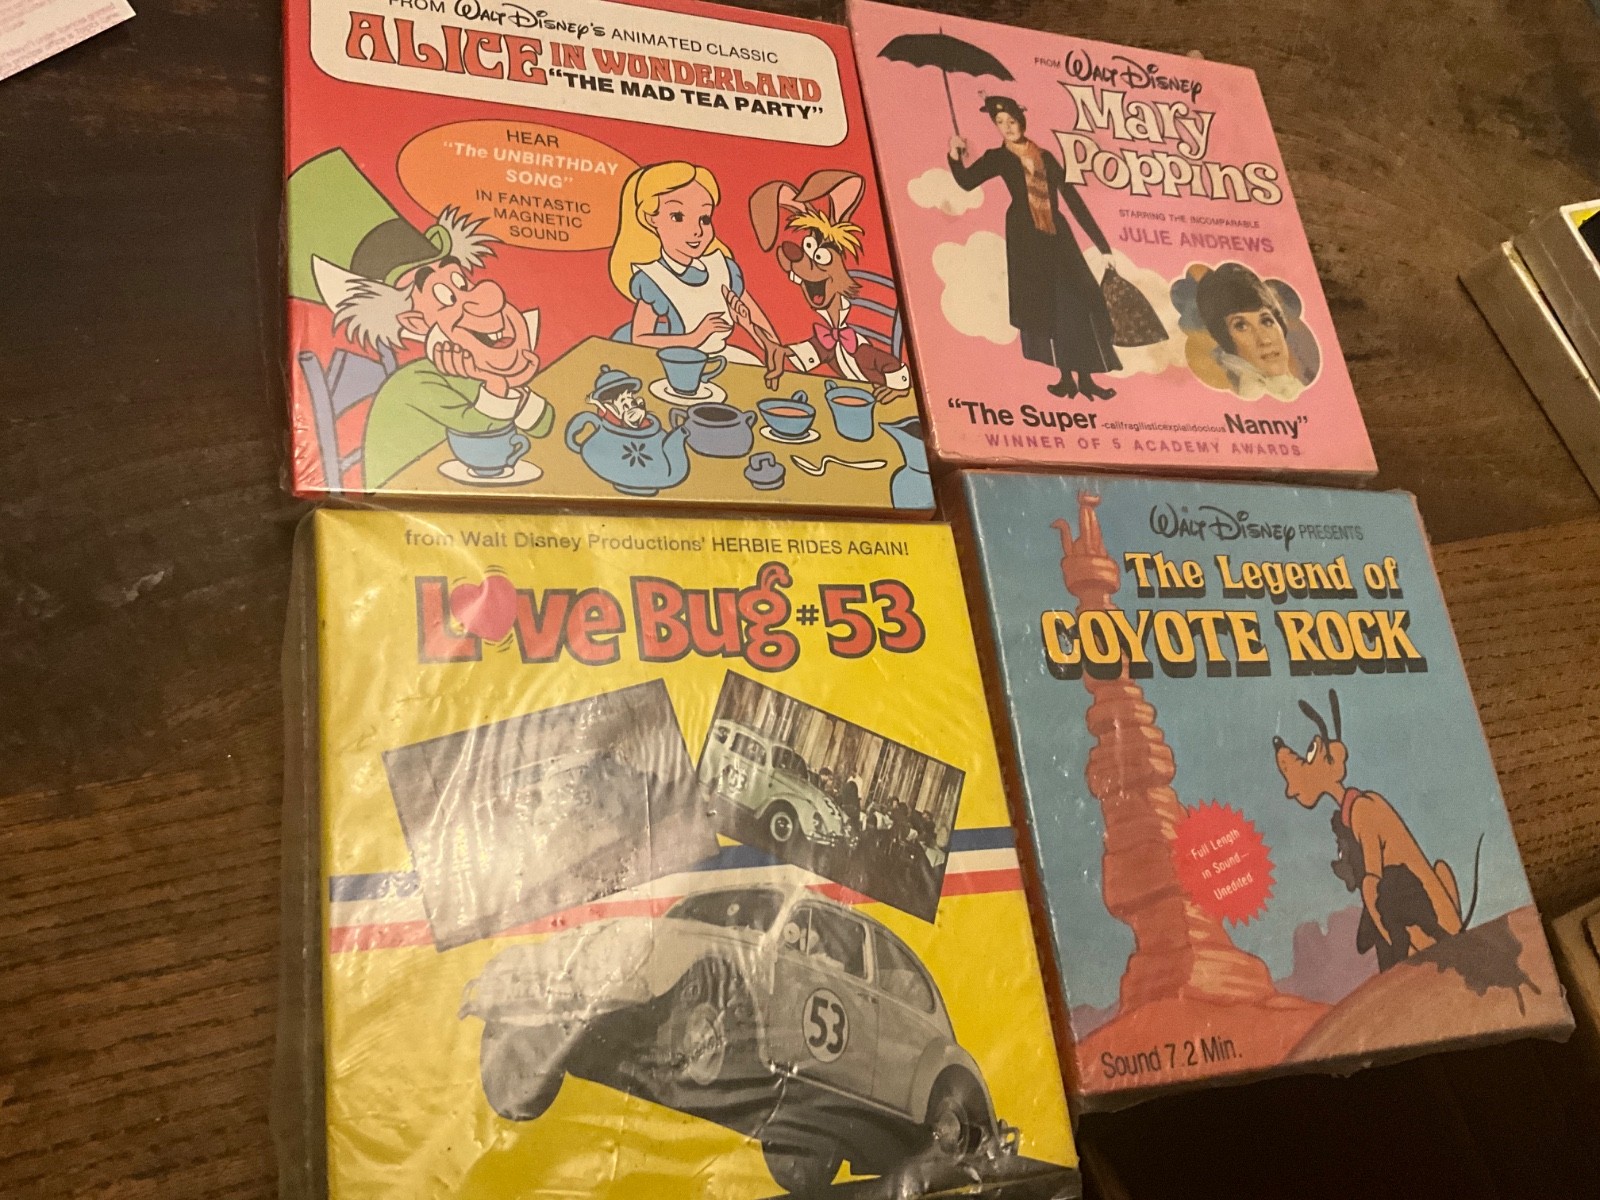 FROM WALT DISNEY'S ANIMATED CLASSIC
ALICE IN WONDERLAND
"THE MAD TEA PARTY"
HEAR
"The UNBIRTHDAY
SONG"
IN FANTASTIC
MAGNETIC
SOUND
FROM WALT DISNEY
Mary
Poppins
STARRING THE INCOMPARABLE
JULIE ANDREWS
"The Super-califragilisticexpialidocious Nanny"
WINNER OF 5 ACADEMY AWARDS
from Walt Disney Productions' HERBIE RIDES AGAIN!
Love Bug #53
53
53
53
WALT DISNEY PRESENTS
The Legend of
COYOTE ROCK
Full Length
in Sound—
Unedited
Sound 7.2 Min.